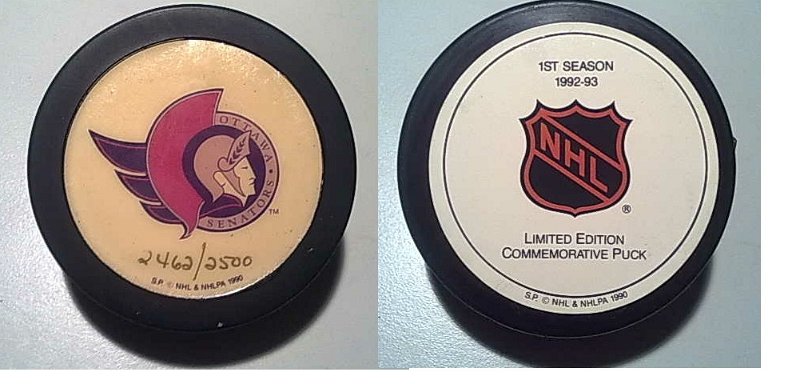 OTTAWA
SENATORS
TM
2462/2500
S.P. © NHL & NHLPA 1990
1ST SEASON
1992-93
NHL
®
LIMITED EDITION
COMMEMORATIVE PUCK
S.P. © NHL & NHLPA 1990